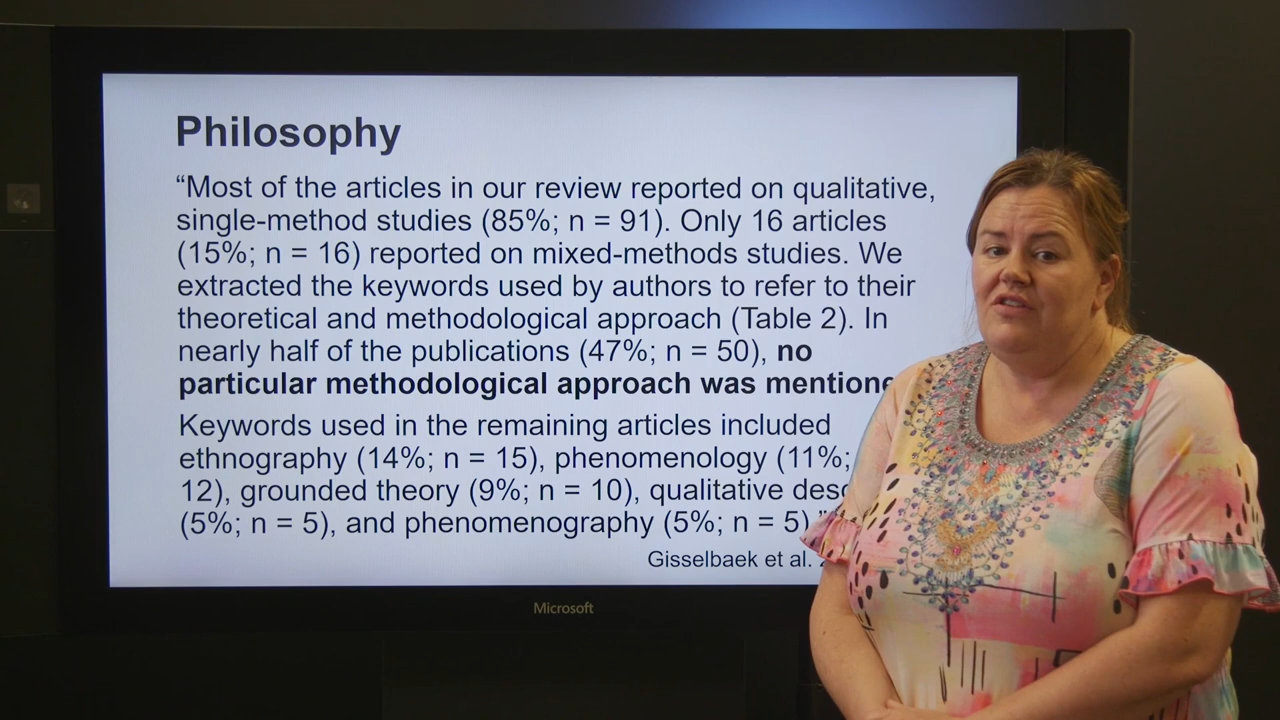 Philosophy
“Most of the articles in our review reported on qualitative,
single-method studies (85%; n = 91). Only 16 articles
(15%; n = 16) reported on mixed-methods studies. We
extracted the keywords used by authors to refer to their
theoretical and methodological approach (Table 2). In
nearly half of the publications (47%; n = 50), no
particular methodological approach was mentione
Keywords used in the remaining articles included
ethnography (14%; n = 15), phenomenology (11%;
12), grounded theory (9%; n = 10), qualitative desc
(5%; n = 5), and phenomenography (5%; n = 5).”
Gisselbaek et al.
Microsoft